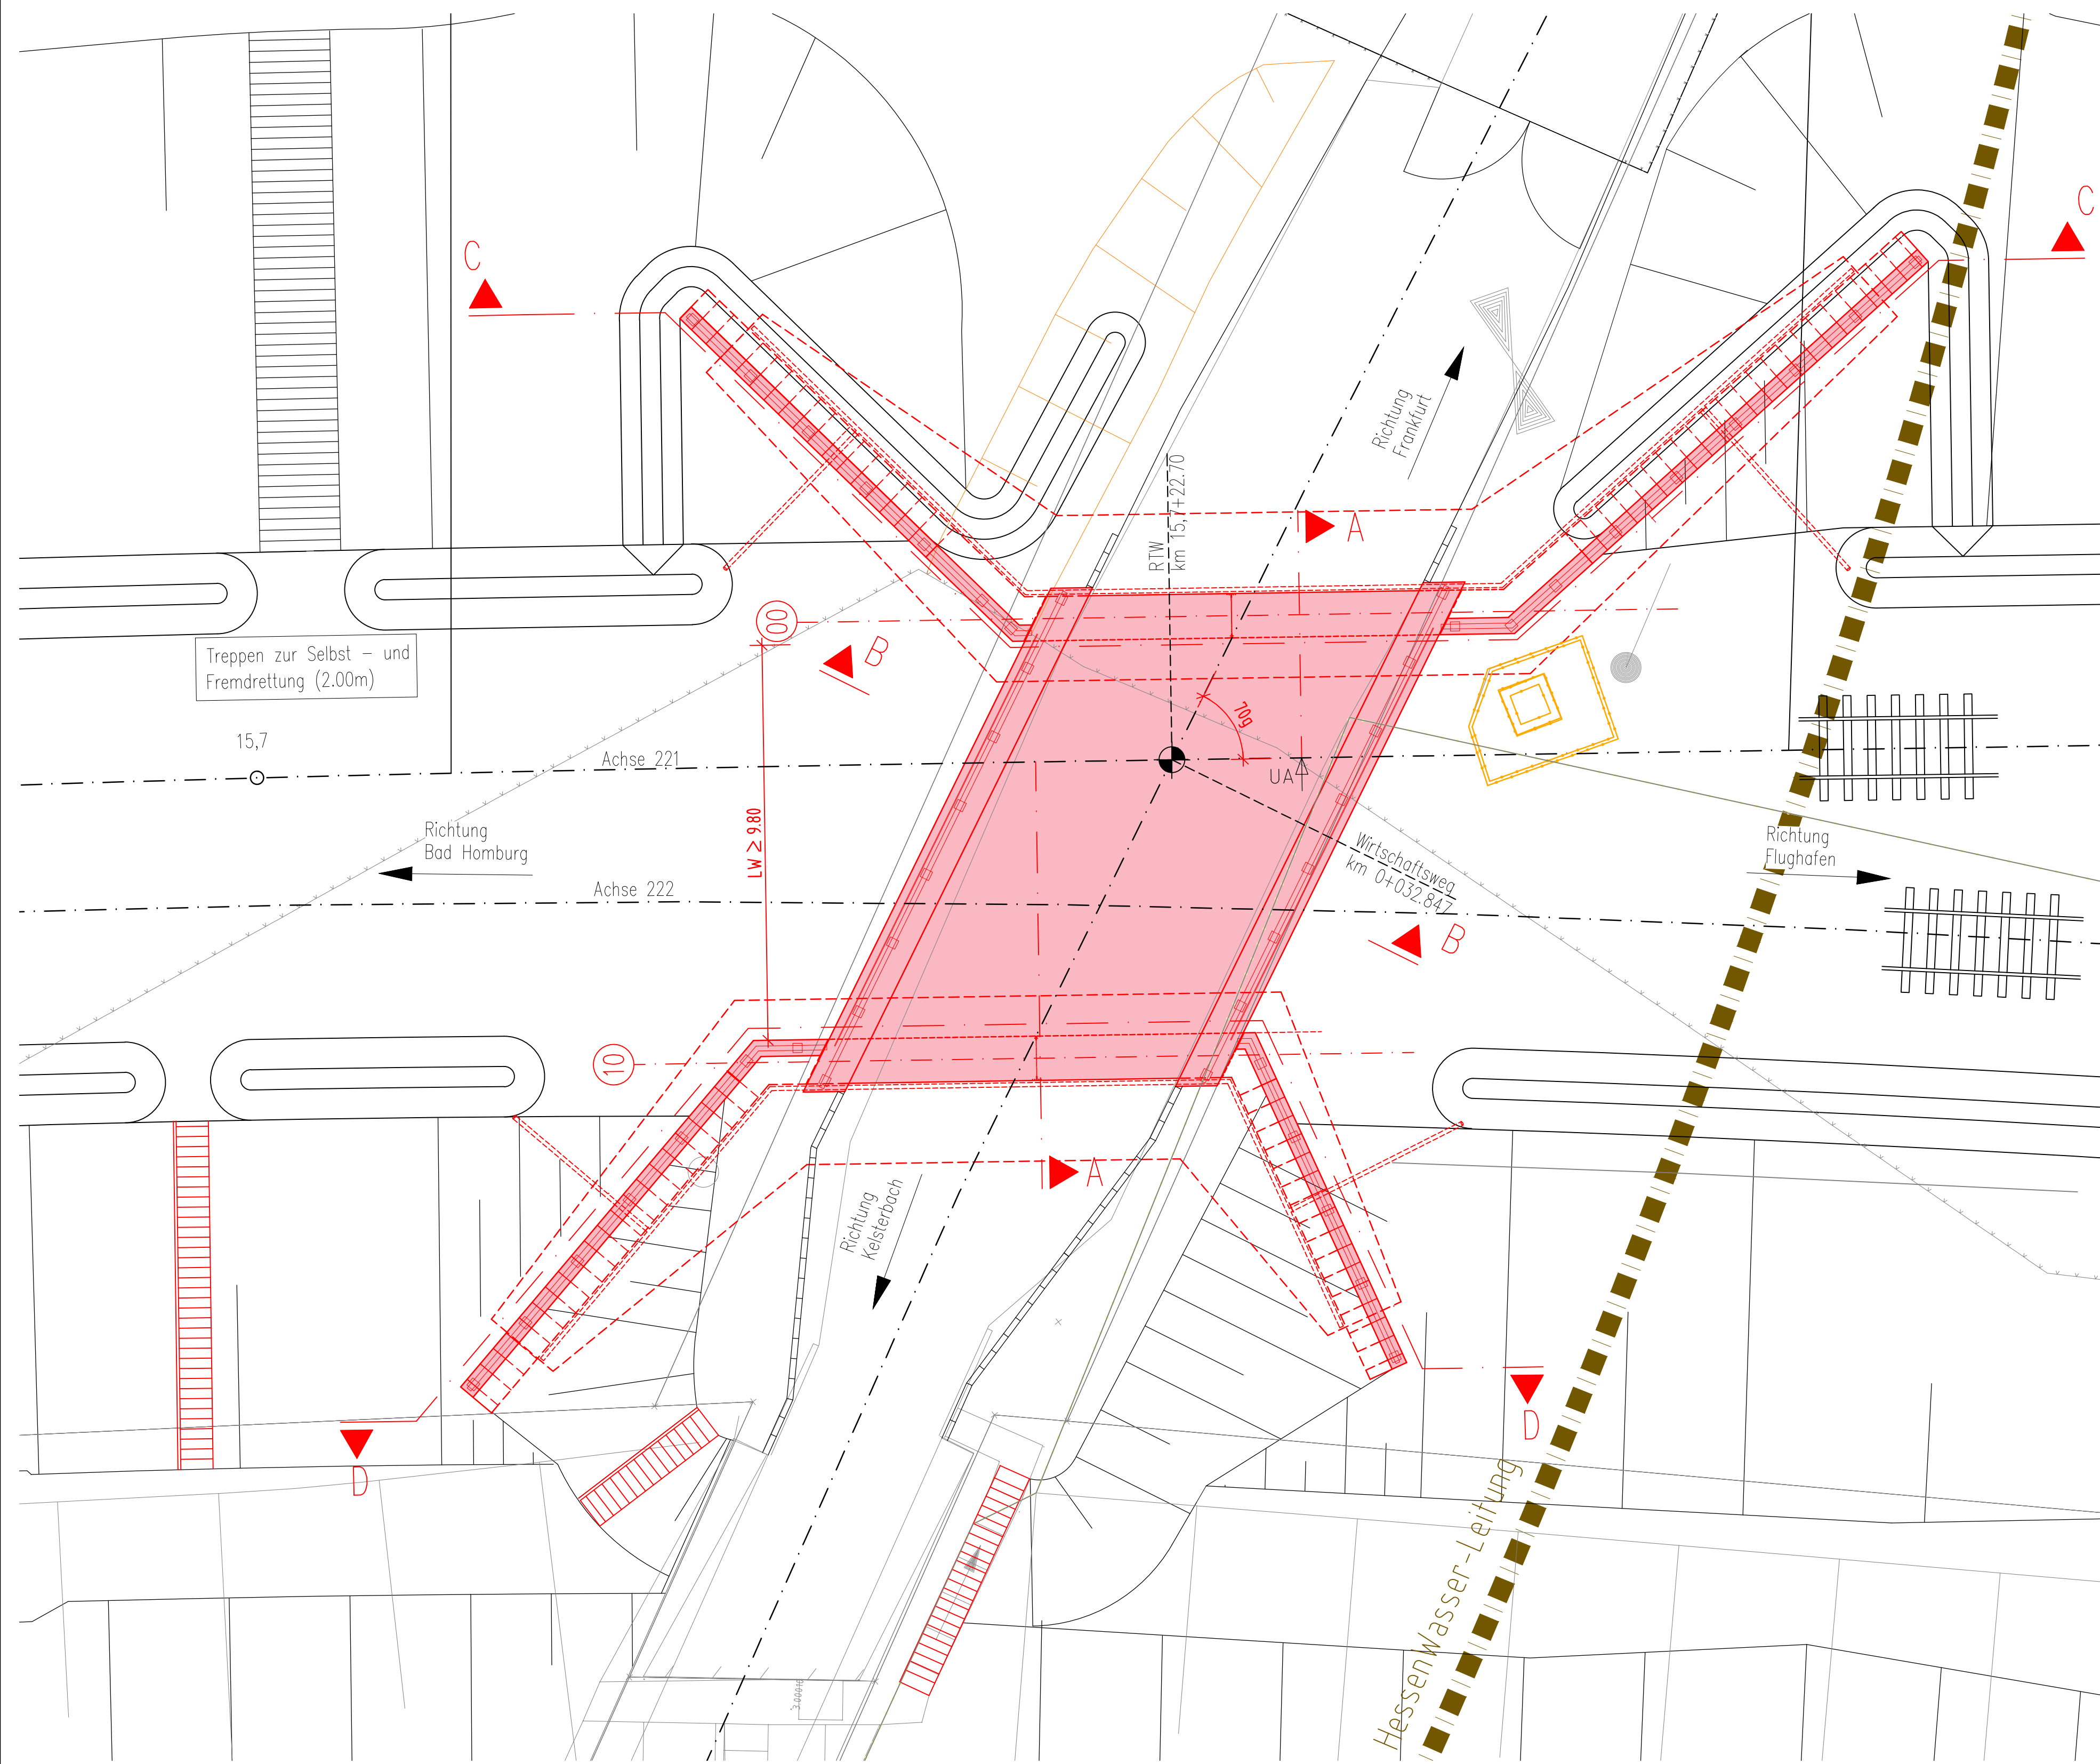 C
C
Richtung
Frankfurt
RTW
km 15,7+22.70
A
00
B
Treppen zur Selbst - und
Fremdrettung (2.00m)
70g
15,7
Achse 221
UA
LW ≥ 9.80
Richtung
Bad Homburg
Wirtschaftsweg
km 0+032.847
Richtung
Flughafen
Achse 222
B
10
A
Richtung
Kelsterbach
D
D
HessenWasser-Leitung